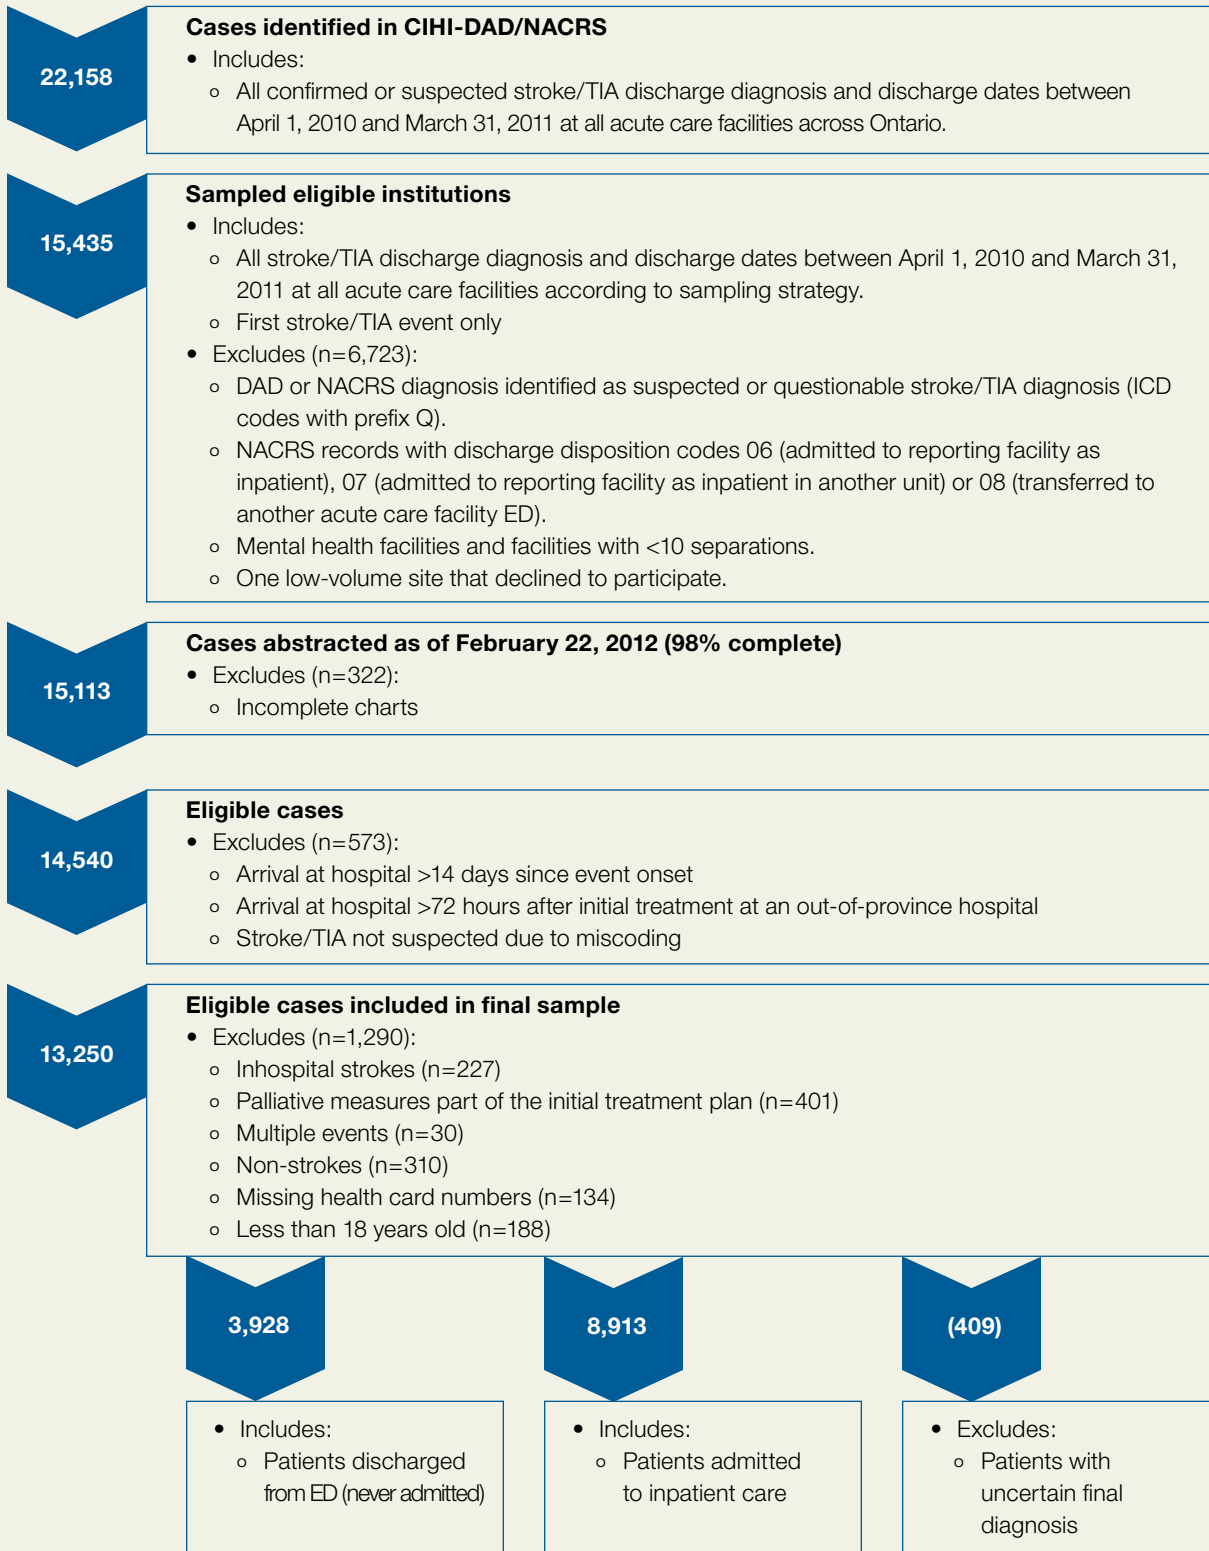 22,158
Cases identified in CIHI-DAD/NACRS
• Includes:
o All confirmed or suspected stroke/TIA discharge diagnosis and discharge dates between
April 1, 2010 and March 31, 2011 at all acute care facilities across Ontario.
15,435
Sampled eligible institutions
• Includes:
o All stroke/TIA discharge diagnosis and discharge dates between April 1, 2010 and March 31,
2011 at all acute care facilities according to sampling strategy.
o First stroke/TIA event only
• Excludes (n=6,723):
o DAD or NACRS diagnosis identified as suspected or questionable stroke/TIA diagnosis (ICD
codes with prefix Q).
o NACRS records with discharge disposition codes 06 (admitted to reporting facility as
inpatient), 07 (admitted to reporting facility as inpatient in another unit) or 08 (transferred to
another acute care facility ED).
o Mental health facilities and facilities with <10 separations.
o One low-volume site that declined to participate.
15,113
Cases abstracted as of February 22, 2012 (98% complete)
• Excludes (n=322):
o Incomplete charts
14,540
Eligible cases
• Excludes (n=573):
o Arrival at hospital >14 days since event onset
o Arrival at hospital >72 hours after initial treatment at an out-of-province hospital
o Stroke/TIA not suspected due to miscoding
13,250
Eligible cases included in final sample
• Excludes (n=1,290):
o Inhospital strokes (n=227)
o Palliative measures part of the initial treatment plan (n=401)
o Multiple events (n=30)
o Non-strokes (n=310)
o Missing health card numbers (n=134)
o Less than 18 years old (n=188)
3,928
• Includes:
o Patients discharged
from ED (never admitted)
8,913
• Includes:
o Patients admitted
to inpatient care
(409)
• Excludes:
o Patients with
uncertain final
diagnosis